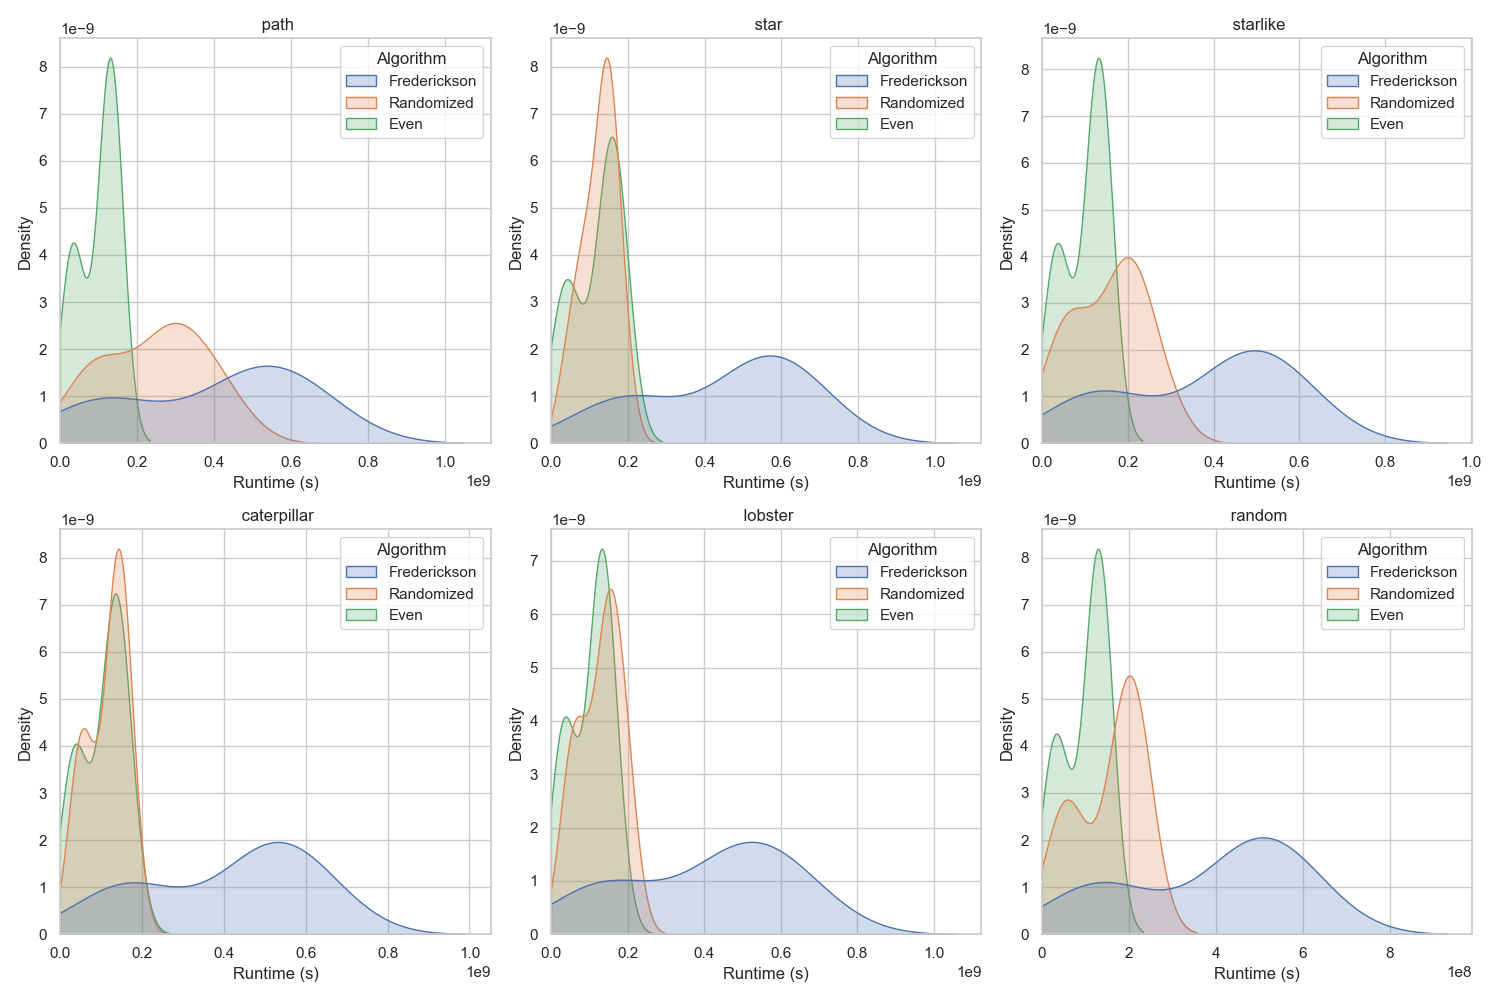 path
1e−9
Density
8
7
6
5
4
3
2
1
0
Algorithm
Frederickson
Randomized
Even
0.0 0.2 0.4 0.6 0.8 1.0
Runtime (s)
1e9
star
1e−9
Density
8
7
6
5
4
3
2
1
0
Algorithm
Frederickson
Randomized
Even
0.0 0.2 0.4 0.6 0.8 1.0
Runtime (s)
1e9
starlike
1e−9
Density
8
7
6
5
4
3
2
1
0
Algorithm
Frederickson
Randomized
Even
0.0 0.2 0.4 0.6 0.8 1.0
Runtime (s)
1e9
caterpillar
1e−9
Density
8
7
6
5
4
3
2
1
0
Algorithm
Frederickson
Randomized
Even
0.0 0.2 0.4 0.6 0.8 1.0
Runtime (s)
1e9
lobster
1e−9
Density
7
6
5
4
3
2
1
0
Algorithm
Frederickson
Randomized
Even
0.0 0.2 0.4 0.6 0.8 1.0
Runtime (s)
1e9
random
1e−9
Density
8
7
6
5
4
3
2
1
0
Algorithm
Frederickson
Randomized
Even
0 2 4 6 8
Runtime (s)
1e8